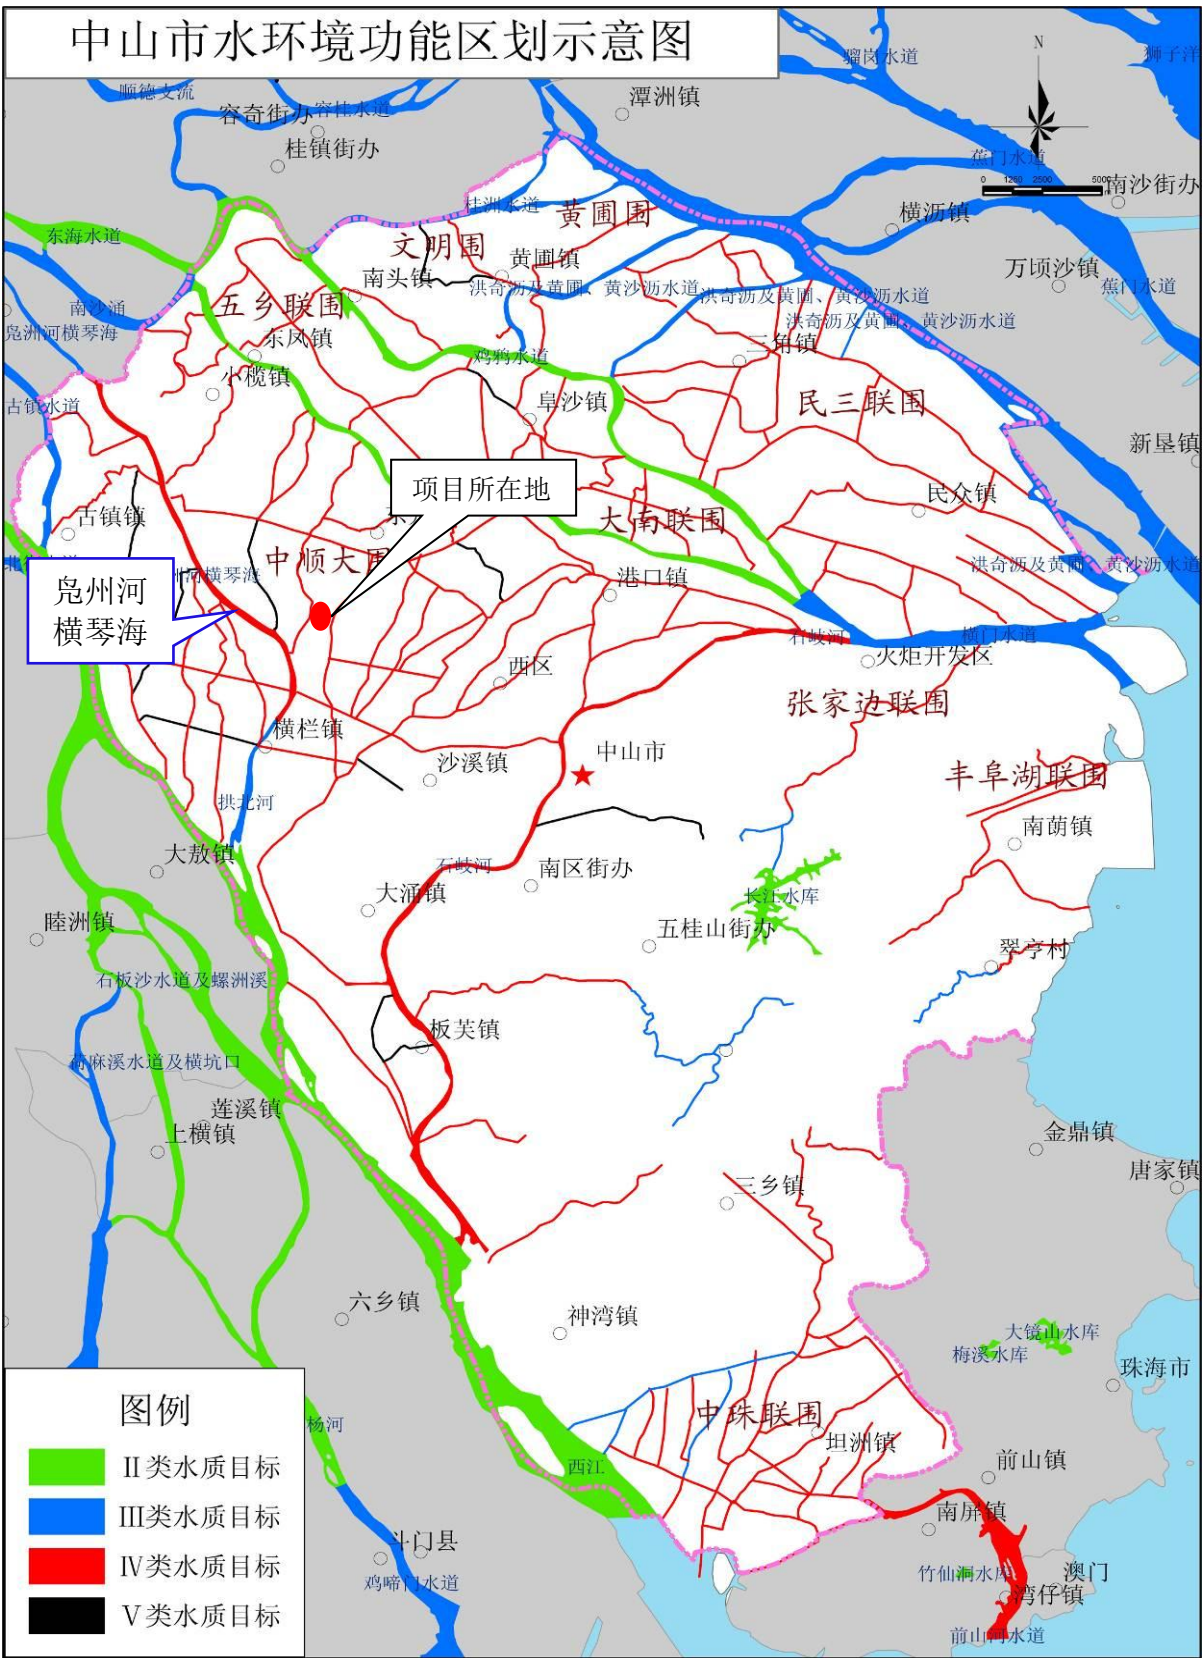 中山市水环境功能区划示意图
骝岗水道
狮子洋
N
顺德支流
潭洲镇
容奇街办
容桂水道
桂镇街办
蕉门水道
0 1250 2500 5000
南沙街办
桂洲水道
黄圃围
横沥镇
东海水道
文明围
黄圃镇
万顷沙镇
南头镇
洪奇沥及黄圃、黄沙沥水道
洪奇沥及黄圃、黄沙沥水道
蕉门水道
南沙涌
五乡联围
洪奇沥及黄圃、黄沙沥水道
凫洲河横琴海
东凤镇
三角镇
鸡鸦水道
小榄镇
古镇水道
阜沙镇
民三联围
新垦镇
项目所在地
民众镇
古镇镇
大南联围
中顺大围
洪奇沥及黄圃、黄沙沥水道
州河横琴海
港口镇
凫州河
横琴海
石岐河
横门水道
火炬开发区
西区
张家边联围
横栏镇
中山市
沙溪镇
丰阜湖联围
拱北河
南蓢镇
大敖镇
石岐河
南区街办
大涌镇
长江水库
睦洲镇
五桂山街办
翠亨村
石板沙水道及螺洲溪
板芙镇
荷麻溪水道及横坑口
莲溪镇
上横镇
金鼎镇
唐家镇
三乡镇
六乡镇
神湾镇
大镜山水库
梅溪水库
珠海市
图例
中珠联围
杨河
坦洲镇
II类水质目标
西江
前山镇
III类水质目标
南屏镇
斗门县
IV类水质目标
鸡啼门水道
竹仙洞水库
澳门
湾仔镇
V类水质目标
前山河水道